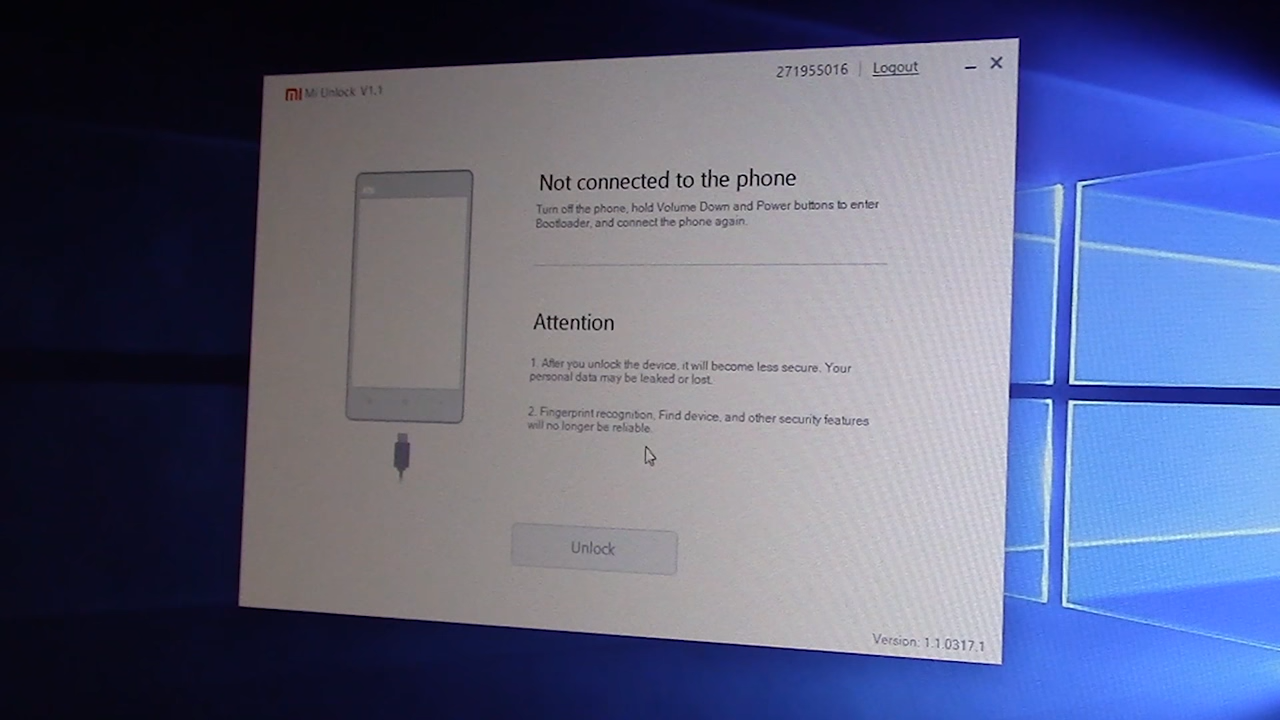 271955016 | Logout
mi Mi Unlock V1.1
Not connected to the phone
Turn off the phone, hold Volume Down and Power buttons to enter
Bootloader, and connect the phone again.
Attention
1. After you unlock the device, it will become less secure. Your
personal data may be leaked or lost.
2. Fingerprint recognition, Find device, and other security features
will no longer be reliable.
Unlock
Version: 1.1.0317.1